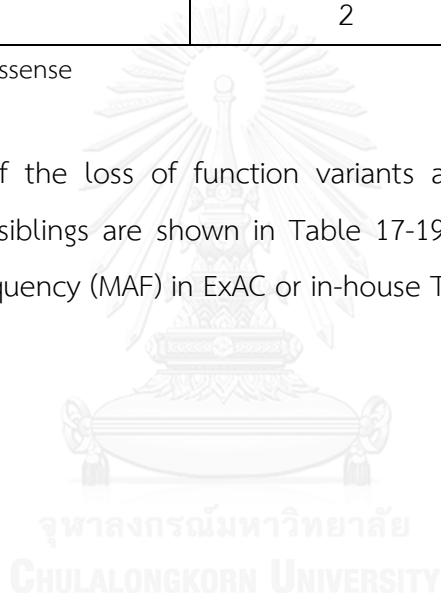 2
ssense
f the loss of function variants a
siblings are shown in Table 17-19
quency (MAF) in ExAC or in-house T
จุฬาลงกรณ์มหาวิทยาลัย
CHULALONGKORN UNIVERSITY